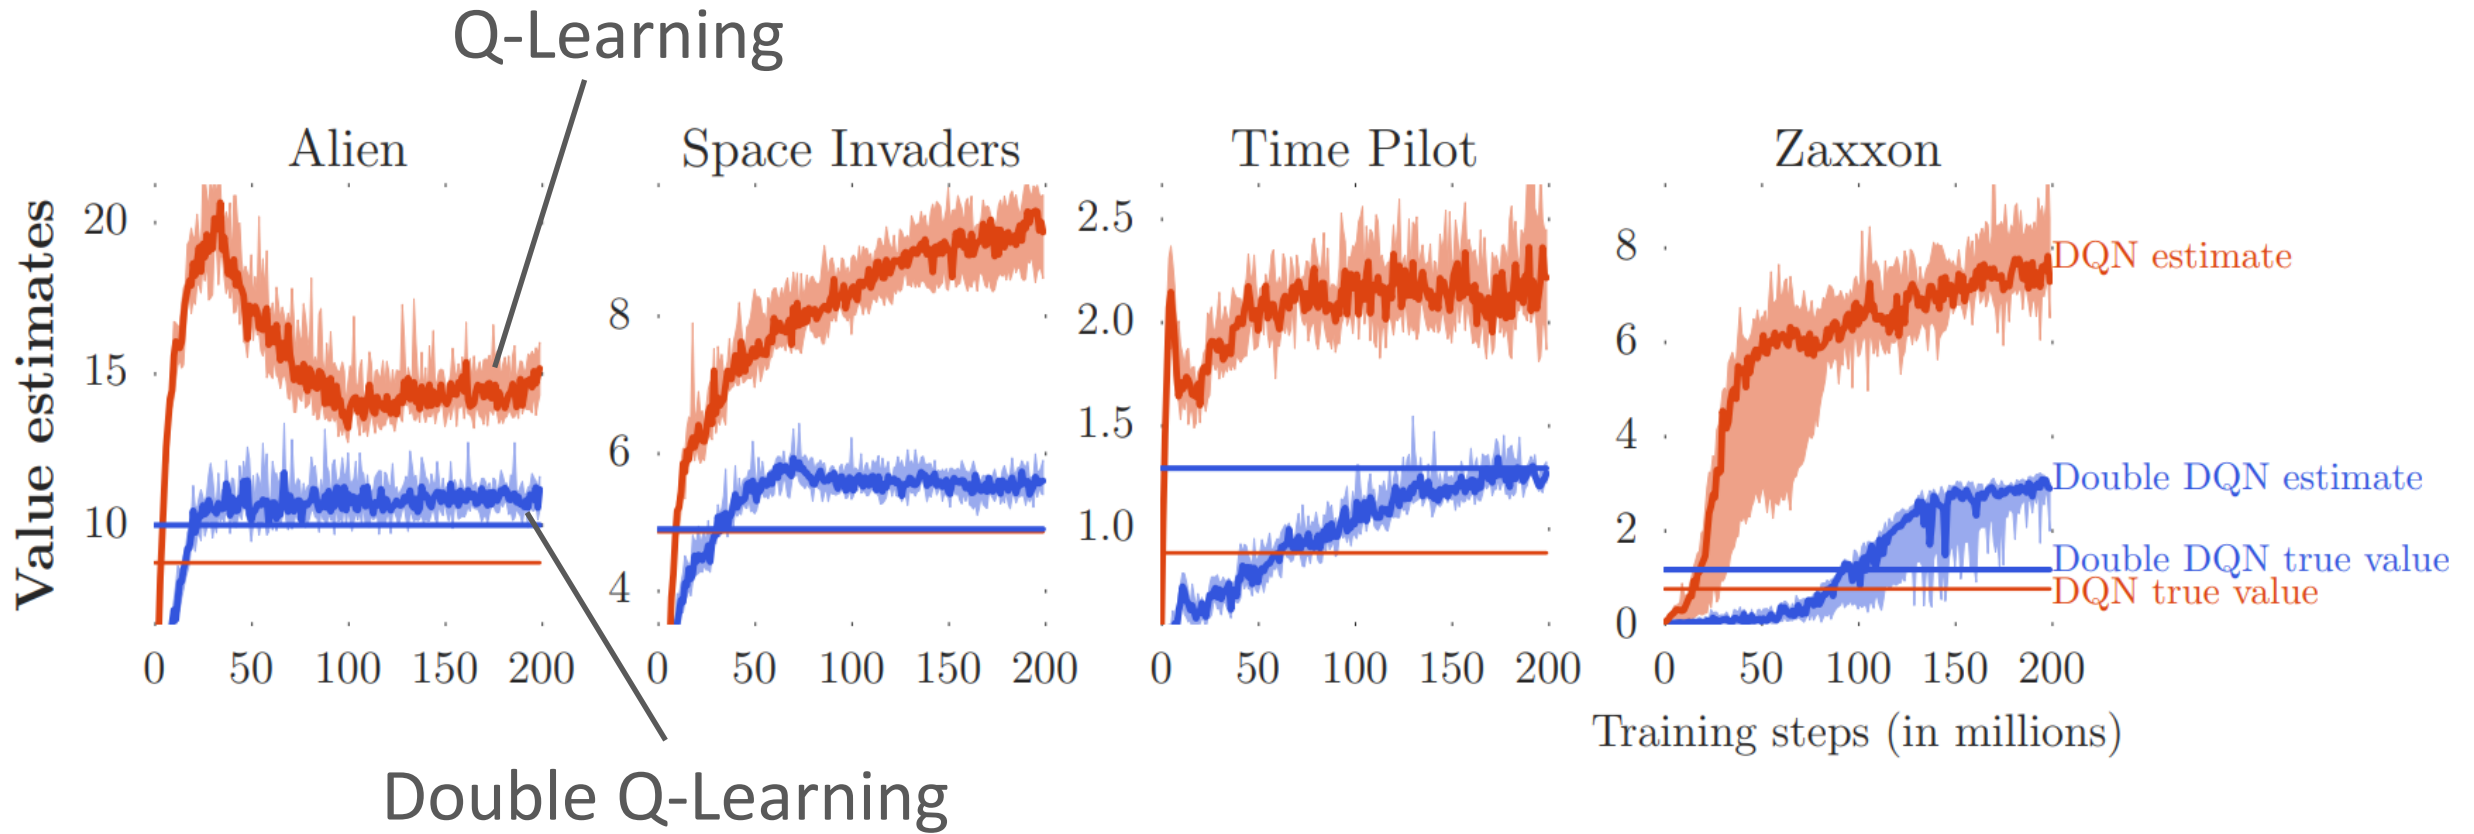 Q-Learning
Alien
Space Invaders
Time Pilot
Zaxxon
Value estimates
20
15
10
0 50 100 150 200
8
6
4
0 50 100 150 200
2.5
2.0
1.5
1.0
0 50 100 150 200
8
6
4
2
0
0 50 100 150 200
DQN estimate
Double DQN estimate
Double DQN true value
DQN true value
Training steps (in millions)
Double Q-Learning